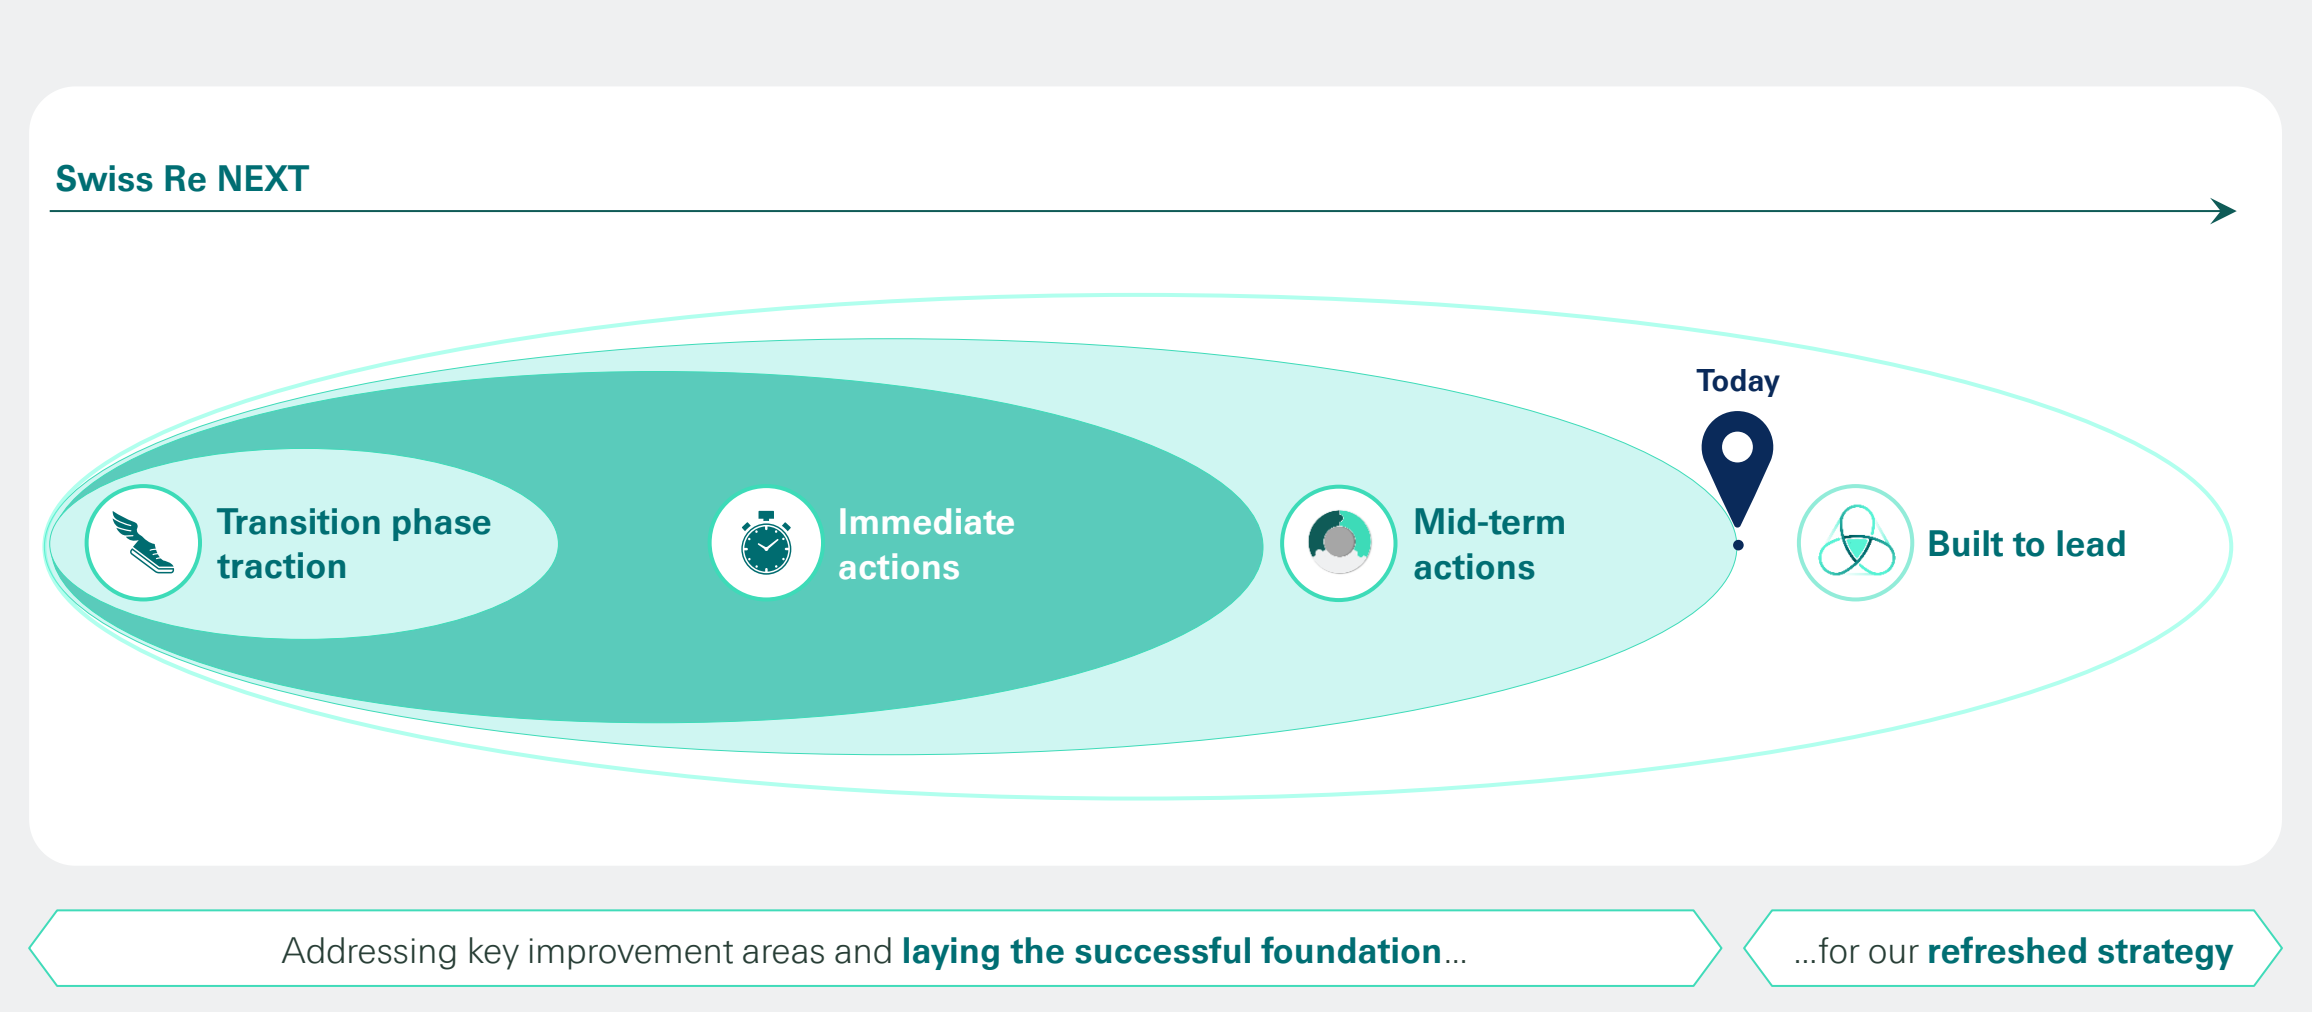 Swiss Re NEXT
Today
Transition phase
traction
Immediate
actions
Mid-term
actions
Built to lead
Addressing key improvement areas and laying the successful foundation...
...for our refreshed strategy